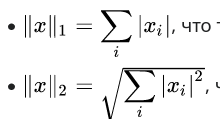 • ‖x‖₁ = ∑ᵢ |xᵢ|, что
• ‖x‖₂ = √(∑ᵢ |xᵢ|²),